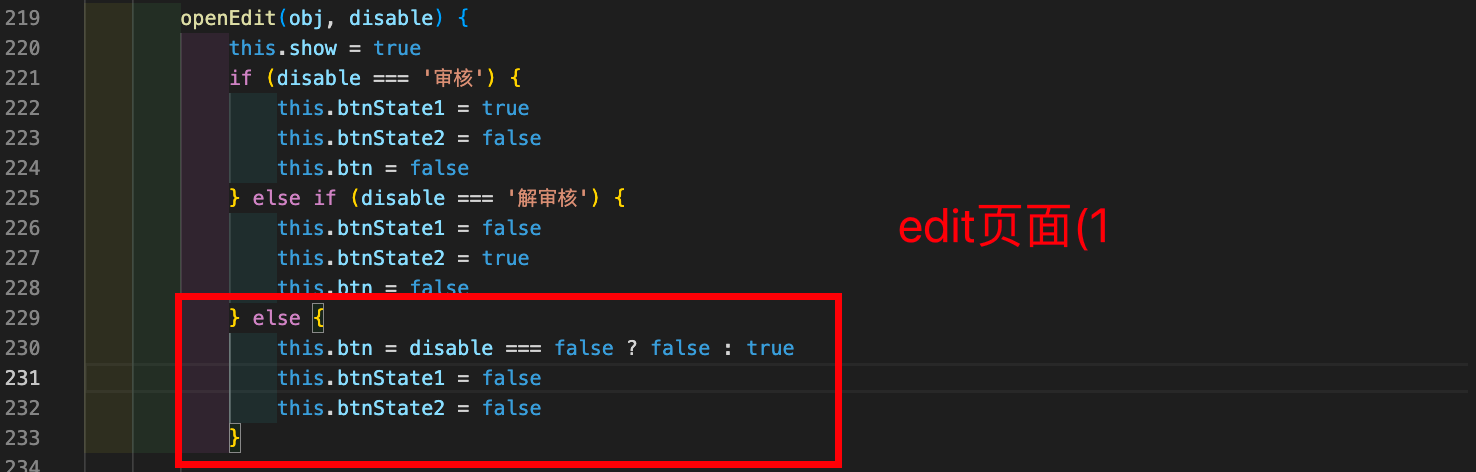 219 openEdit(obj, disable) {
220 this.show = true
221 if (disable === '审核') {
222 this.btnState1 = true
223 this.btnState2 = false
224 this.btn = false
225 } else if (disable === '解审核') {
226 this.btnState1 = false
227 this.btnState2 = true
228 this.btn = false
229 } else {
230 this.btn = disable === false ? false : true
231 this.btnState1 = false
232 this.btnState2 = false
233 }
234
edit页面(1